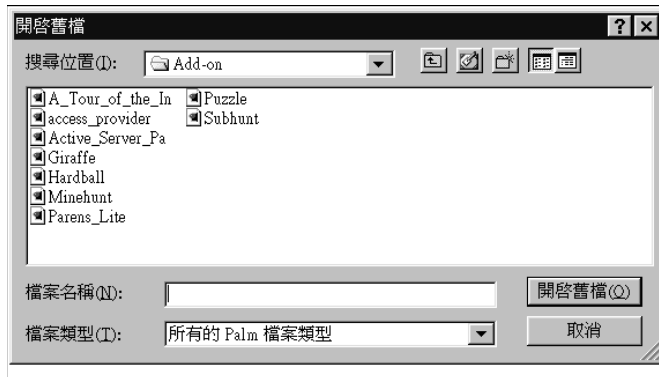 開啓舊檔
搜尋位置(I): Add-on
A_Tour_of_the_In Puzzle
access_provider Subhunt
Active_Server_Pa
Giraffe
Hardball
Minehunt
Parens_Lite
檔案名稱(N): 開啓舊檔(O)
檔案類型(T): 所有的 Palm 檔案類型 取消